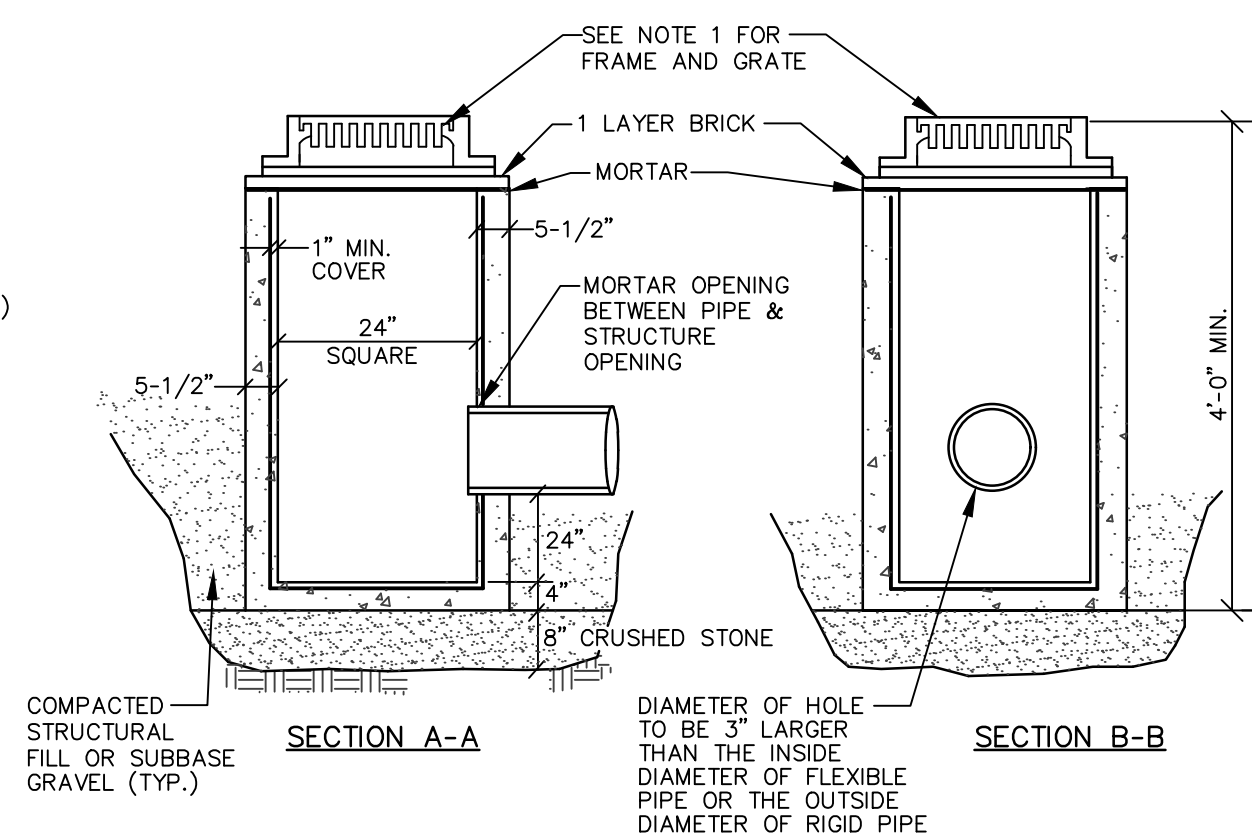 SEE NOTE 1 FOR
FRAME AND GRATE
1 LAYER BRICK
MORTAR
5-1/2"
1" MIN.
COVER
MORTAR OPENING
BETWEEN PIPE &
STRUCTURE
OPENING
)
24"
SQUARE
5-1/2"
4'-0" MIN.
24"
4"
8" CRUSHED STONE
COMPACTED
STRUCTURAL
FILL OR SUBBASE
GRAVEL (TYP.)
SECTION A-A
DIAMETER OF HOLE
TO BE 3" LARGER
THAN THE INSIDE
DIAMETER OF FLEXIBLE
PIPE OR THE OUTSIDE
DIAMETER OF RIGID PIPE
SECTION B-B